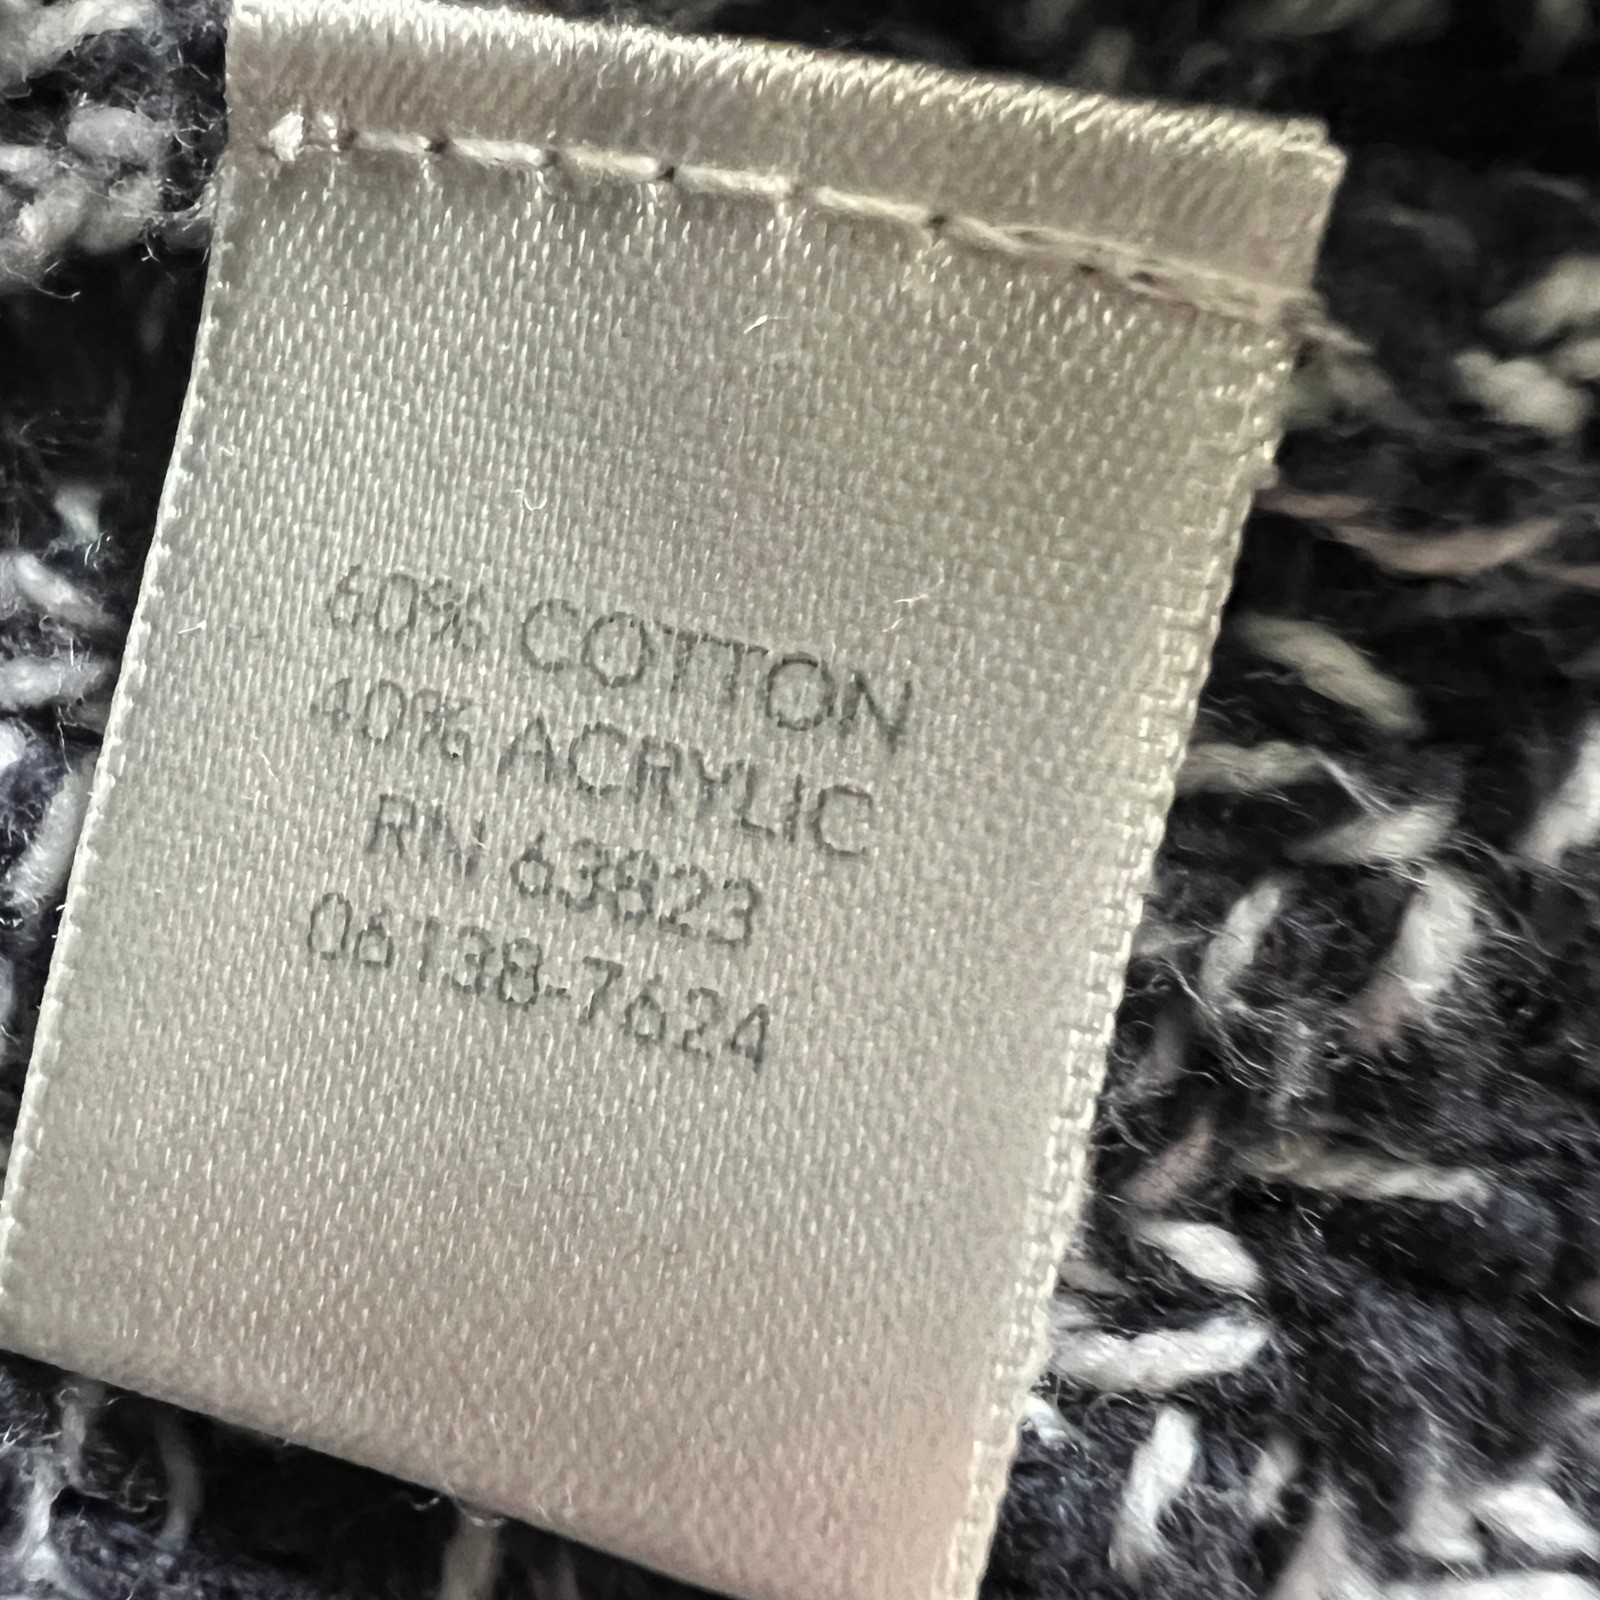 60% COTTON
40% ACRYLIC
RN 63823
06138-7624